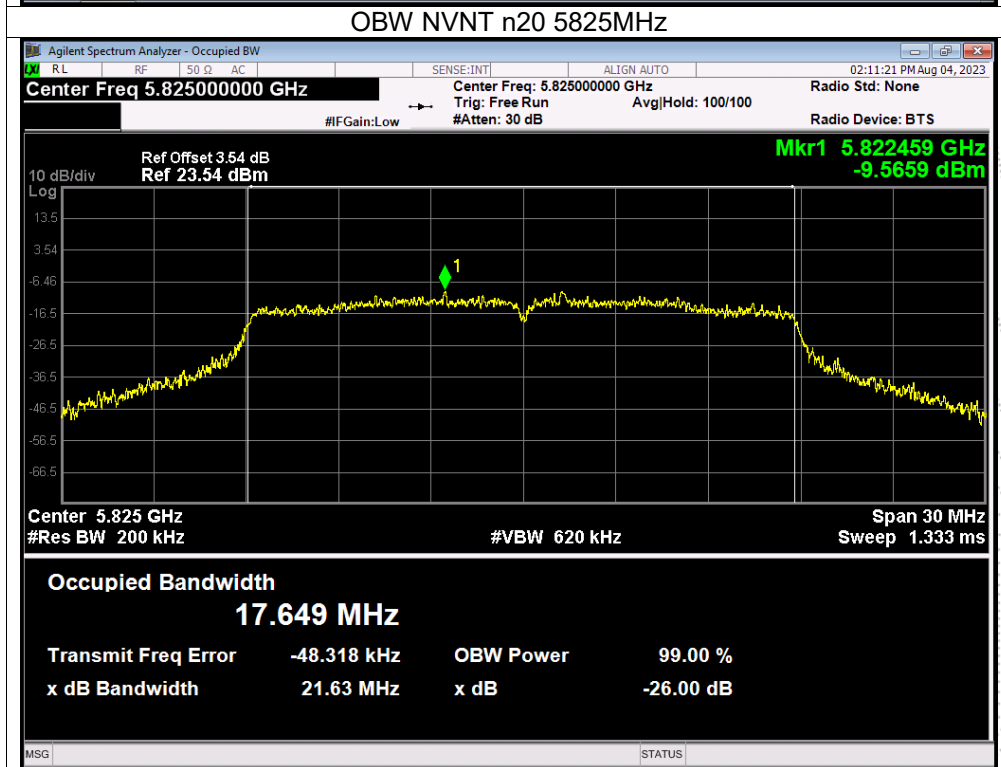 OBW NVNT n20 5825MHz
Agilent Spectrum Analyzer - Occupied BW
LXI RL RF 50 Ω AC SENSE:INT ALIGN AUTO 02:11:21 PM Aug 04, 2023
Center Freq 5.825000000 GHz Center Freq: 5.825000000 GHz Radio Std: None
Trig: Free Run Avg|Hold: 100/100
#IFGain:Low #Atten: 30 dB Radio Device: BTS
Ref Offset 3.54 dB Mkr1 5.822459 GHz
10 dB/div Ref 23.54 dBm -9.5659 dBm
Log
13.5
3.54
1
-6.46
-16.5
-26.5
-36.5
-46.5
-56.5
-66.5
Center 5.825 GHz Span 30 MHz
#Res BW 200 kHz #VBW 620 kHz Sweep 1.333 ms
Occupied Bandwidth
17.649 MHz
Transmit Freq Error -48.318 kHz OBW Power 99.00 %
x dB Bandwidth 21.63 MHz x dB -26.00 dB
MSG STATUS